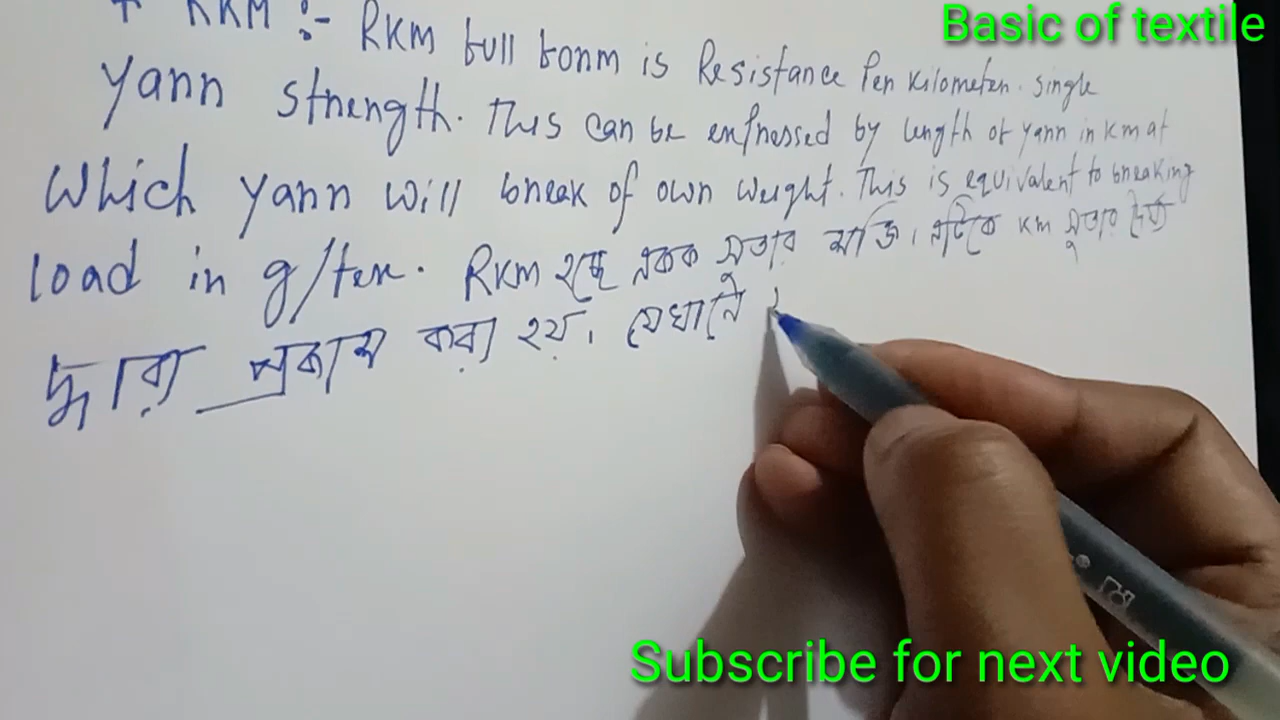 Basic of textile
* RKM :- RKM full form is Resistance Per Kilometer. Single
yarn strength. This can be expressed by length of yarn in km at
which yarn will break of own weight. This is equivalent to breaking
load in g/tex. RKM হচ্ছে একক সুতার শক্তি। এটিকে KM সুতার দৈর্ঘ্য
দ্বারা প্রকাশ করা হয়। যেখানে
Subscribe for next video